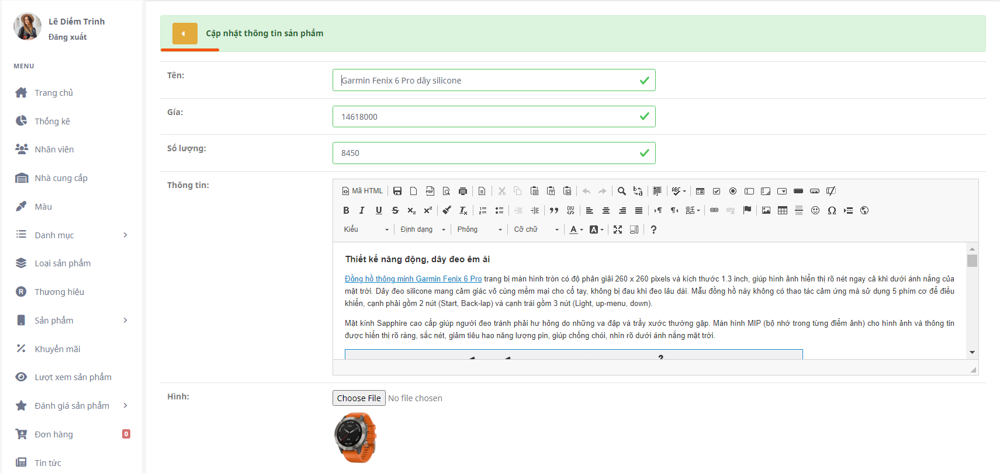 Lê Diễm Trinh
Đăng xuất
MENU
Trang chủ
Thống kê
Nhân viên
Nhà cung cấp
Màu
Danh mục
Loại sản phẩm
Thương hiệu
Sản phẩm
Khuyến mãi
Lượt xem sản phẩm
Đánh giá sản phẩm
Đơn hàng 0
Tin tức
Cập nhật thông tin sản phẩm
Tên:
Garmin Fenix 6 Pro dây silicone
Gía:
14618000
Số lượng:
8450
Thông tin:
Mã HTML
Kiểu Định dạng Phông Cỡ chữ
Thiết kế năng động, dây đeo êm ái
Đồng hồ thông minh Garmin Fenix 6 Pro trang bị màn hình tròn có độ phân giải 260 x 260 pixels và kích thước 1.3 inch, giúp hình ảnh hiển thị rõ nét ngay cả khi dưới ánh nắng của
mặt trời. Dây đeo silicone mang cảm giác vô cùng mềm mại cho cổ tay, không bị đau khi đeo lâu dài. Mẫu đồng hồ này không có thao tác cảm ứng mà sử dụng 5 phím cơ để điều
khiển, cạnh phải gồm 2 nút (Start, Back-lap) và cạnh trái gồm 3 nút (Light, up-menu, down).
Mặt kính Sapphire cao cấp giúp người đeo tránh phải hư hỏng do những va đập và trầy xước thường gặp. Màn hình MIP (bộ nhớ trong từng điểm ảnh) cho hình ảnh và thông tin
được hiển thị rõ ràng, sắc nét, giảm tiêu hao năng lượng pin, giúp chống chói, nhìn rõ dưới ánh nắng mặt trời.
Hình:
Choose File No file chosen